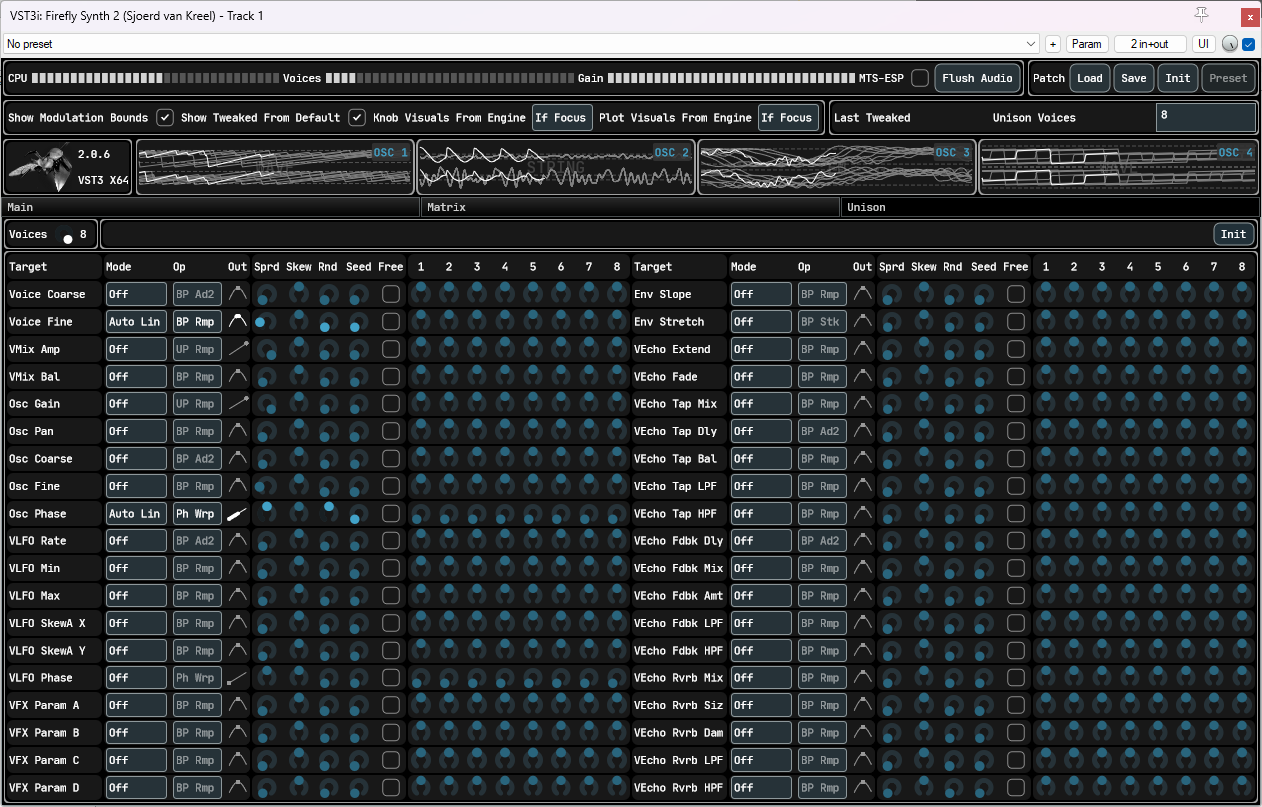 VST3i: Firefly Synth 2 (Sjoerd van Kreel) - Track 1
x
No preset
+ Param 2 in+out UI
CPU Voices Gain MTS-ESP Flush Audio Patch Load Save Init Preset
Show Modulation Bounds Show Tweaked From Default Knob Visuals From Engine If Focus Plot Visuals From Engine If Focus Last Tweaked Unison Voices 8
2.0.6
VST3 X64
OSC 1 OSC 2 OSC 3 OSC 4
Main Matrix Unison
Voices 8 Init
Target Mode Op Out Sprd Skew Rnd Seed Free 1 2 3 4 5 6 7 8 Target Mode Op Out Sprd Skew Rnd Seed Free 1 2 3 4 5 6 7 8
Voice Coarse Off BP Ad2 Env Slope Off BP Rmp
Voice Fine Auto Lin BP Rmp Env Stretch Off BP Stk
VMix Amp Off UP Rmp VEcho Extend Off BP Rmp
VMix Bal Off BP Rmp VEcho Fade Off BP Rmp
Osc Gain Off UP Rmp VEcho Tap Mix Off BP Rmp
Osc Pan Off BP Rmp VEcho Tap Dly Off BP Ad2
Osc Coarse Off BP Ad2 VEcho Tap Bal Off BP Rmp
Osc Fine Off BP Rmp VEcho Tap LPF Off BP Rmp
Osc Phase Auto Lin Ph Wrp VEcho Tap HPF Off BP Rmp
VLFO Rate Off BP Ad2 VEcho Fdbk Dly Off BP Ad2
VLFO Min Off BP Rmp VEcho Fdbk Mix Off BP Rmp
VLFO Max Off BP Rmp VEcho Fdbk Amt Off BP Rmp
VLFO SkewA X Off BP Rmp VEcho Fdbk LPF Off BP Rmp
VLFO SkewA Y Off BP Rmp VEcho Fdbk HPF Off BP Rmp
VLFO Phase Off Ph Wrp VEcho Rvrb Mix Off BP Rmp
VFX Param A Off BP Rmp VEcho Rvrb Siz Off BP Rmp
VFX Param B Off BP Rmp VEcho Rvrb Dam Off BP Rmp
VFX Param C Off BP Rmp VEcho Rvrb LPF Off BP Rmp
VFX Param D Off BP Rmp VEcho Rvrb HPF Off BP Rmp